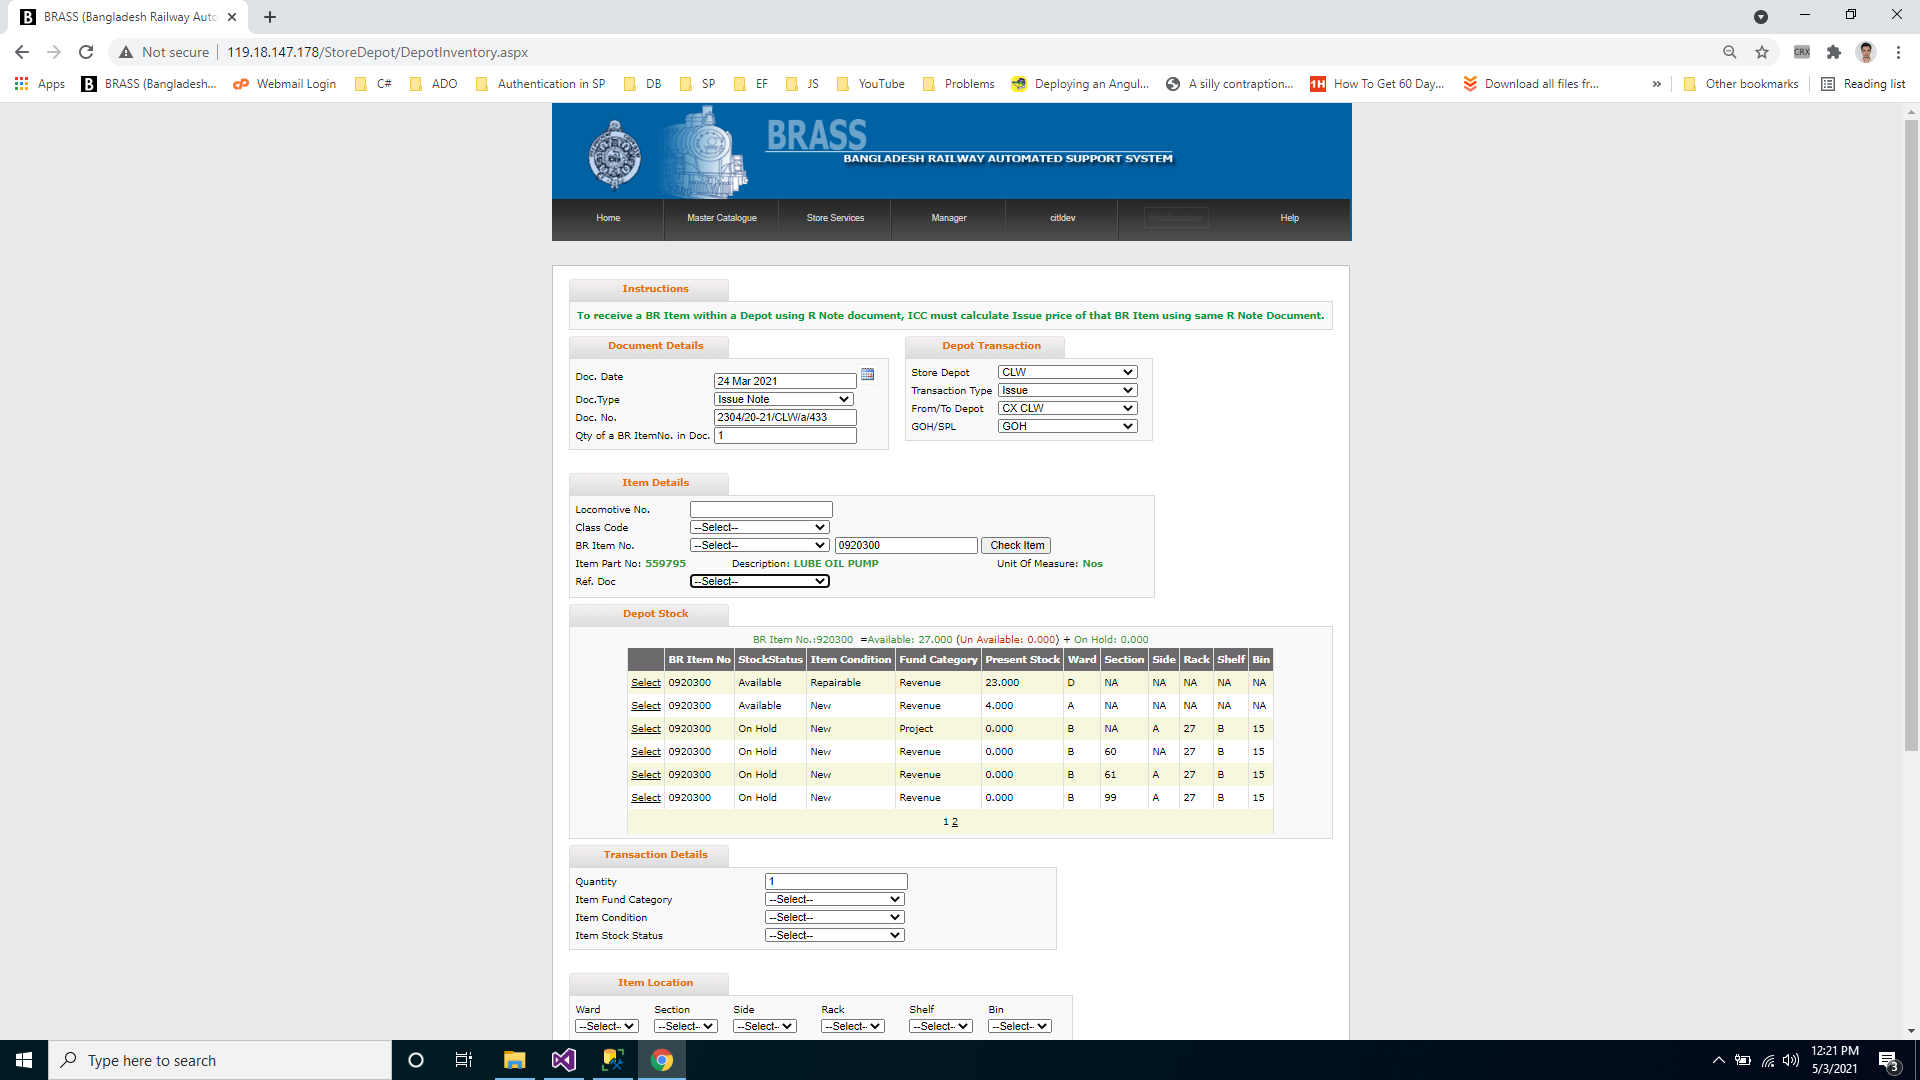 BRASS (Bangladesh Railway Auto
Not secure 119.18.147.178/StoreDepot/DepotInventory.aspx CRX
Apps BRASS (Bangladesh... Webmail Login C# ADO Authentication in SP DB SP EF JS YouTube Problems Deploying an Angul... A silly contraption... How To Get 60 Day... Download all files fr... » Other bookmarks Reading list
BRASS
BANGLADESH RAILWAY AUTOMATED SUPPORT SYSTEM
Home Master Catalogue Store Services Manager citldev Notifications Help
Instructions
To receive a BR Item within a Depot using R Note document, ICC must calculate Issue price of that BR Item using same R Note Document.
Document Details
Doc. Date 24 Mar 2021
Doc.Type Issue Note
Doc. No. 2304/20-21/CLW/a/433
Qty of a BR ItemNo. in Doc. 1
Depot Transaction
Store Depot CLW
Transaction Type Issue
From/To Depot CX CLW
GOH/SPL GOH
Item Details
Locomotive No.
Class Code --Select--
BR Item No. --Select-- 0920300 Check Item
Item Part No: 559795 Description: LUBE OIL PUMP Unit Of Measure: Nos
Ref. Doc --Select--
Depot Stock
BR Item No.:920300 =Available: 27.000 (Un Available: 0.000) + On Hold: 0.000
BR Item No StockStatus Item Condition Fund Category Present Stock Ward Section Side Rack Shelf Bin
Select 0920300 Available Repairable Revenue 23.000 D NA NA NA NA NA
Select 0920300 Available New Revenue 4.000 A NA NA NA NA NA
Select 0920300 On Hold New Project 0.000 B NA A 27 B 15
Select 0920300 On Hold New Revenue 0.000 B 60 NA 27 B 15
Select 0920300 On Hold New Revenue 0.000 B 61 A 27 B 15
Select 0920300 On Hold New Revenue 0.000 B 99 A 27 B 15
1 2
Transaction Details
Quantity 1
Item Fund Category --Select--
Item Condition --Select--
Item Stock Status --Select--
Item Location
Ward Section Side Rack Shelf Bin
--Select- --Select- --Select- --Select- --Select- --Select-
Type here to search
12:21 PM
5/3/2021
3